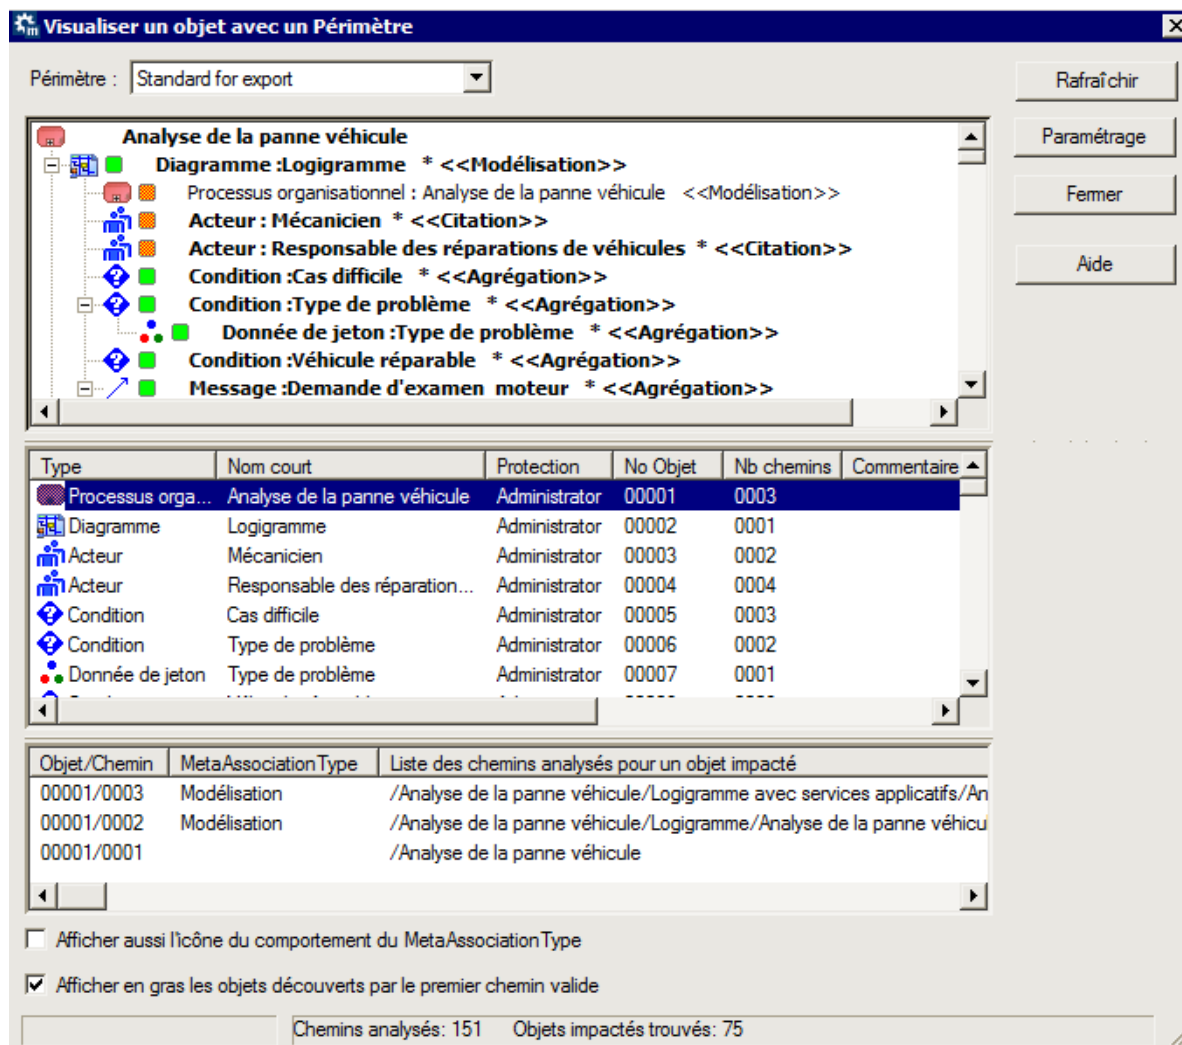 Visualiser un objet avec un Périmètre
Périmètre : Standard for export
Rafraîchir
Paramétrage
Fermer
Aide
Analyse de la panne véhicule
Diagramme :Logigramme * <<Modélisation>>
Processus organisationnel : Analyse de la panne véhicule <<Modélisation>>
Acteur : Mécanicien * <<Citation>>
Acteur : Responsable des réparations de véhicules * <<Citation>>
Condition :Cas difficile * <<Agrégation>>
Condition :Type de problème * <<Agrégation>>
Donnée de jeton :Type de problème * <<Agrégation>>
Condition :Véhicule réparable * <<Agrégation>>
Message :Demande d'examen moteur * <<Agrégation>>
Type Nom court Protection No Objet Nb chemins Commentaire
Processus orga... Analyse de la panne véhicule Administrator 00001 0003
Diagramme Logigramme Administrator 00002 0001
Acteur Mécanicien Administrator 00003 0002
Acteur Responsable des réparation... Administrator 00004 0004
Condition Cas difficile Administrator 00005 0003
Condition Type de problème Administrator 00006 0002
Donnée de jeton Type de problème Administrator 00007 0001
Objet/Chemin MetaAssociationType Liste des chemins analysés pour un objet impacté
00001/0003 Modélisation /Analyse de la panne véhicule/Logigramme avec services applicatifs/An
00001/0002 Modélisation /Analyse de la panne véhicule/Logigramme/Analyse de la panne véhicu
00001/0001 /Analyse de la panne véhicule
Afficher aussi l'icône du comportement du MetaAssociationType
Afficher en gras les objets découverts par le premier chemin valide
Chemins analysés: 151 Objets impactés trouvés: 75